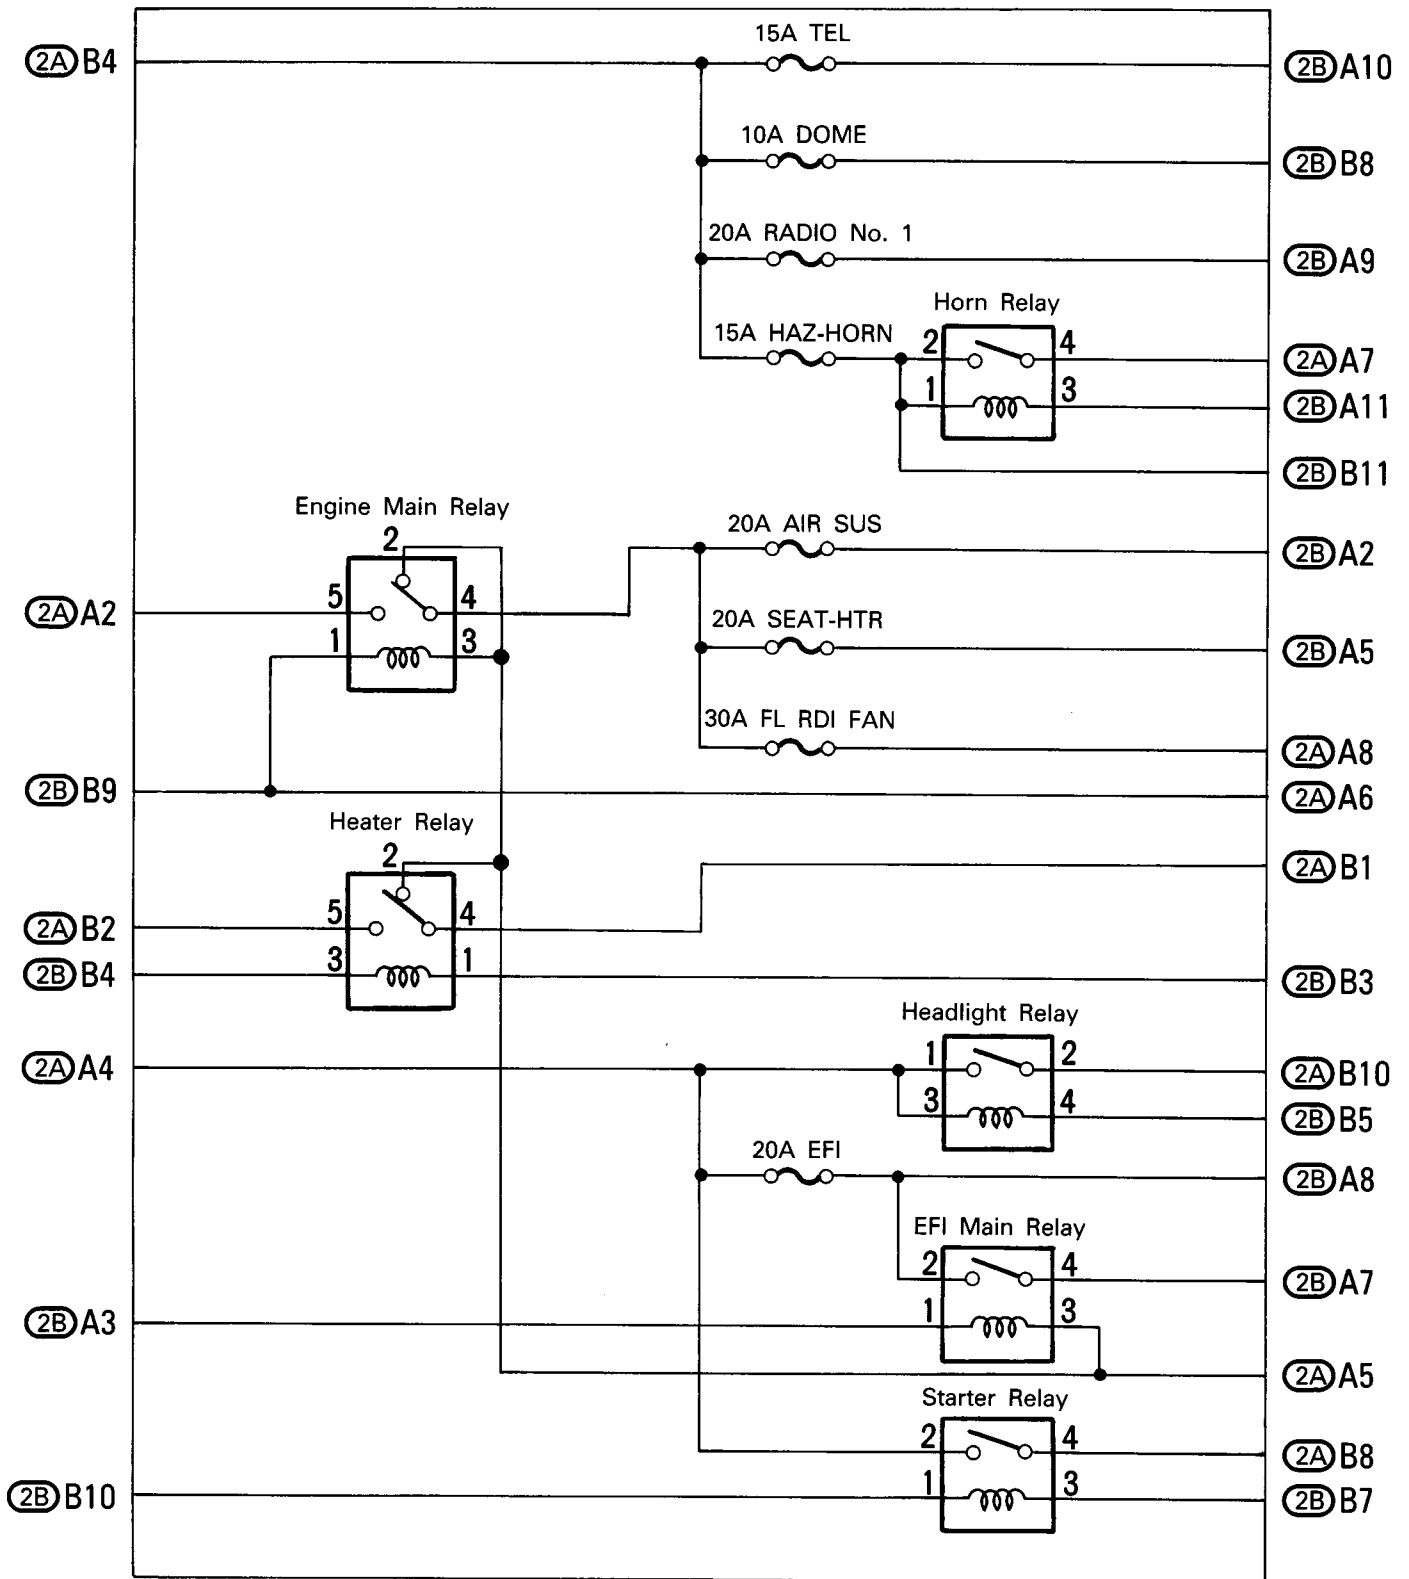 15A TEL
2A B4
2B A10
10A DOME
2B B8
20A RADIO No. 1
2B A9
Horn Relay
15A HAZ-HORN
2 4
2A A7
1 3
2B A11
2B B11
Engine Main Relay
20A AIR SUS
2
2B A2
5 4
2A A2
20A SEAT-HTR
1 3
2B A5
30A FL RDI FAN
2A A8
2B B9
2A A6
Heater Relay
2
2A B1
5 4
2A B2
3 1
2B B4
2B B3
Headlight Relay
1 2
2A A4
2A B10
3 4
2B B5
20A EFI
2B A8
EFI Main Relay
2 4
2B A7
2B A3
1 3
2A A5
Starter Relay
2 4
2A B8
2B B10
1 3
2B B7